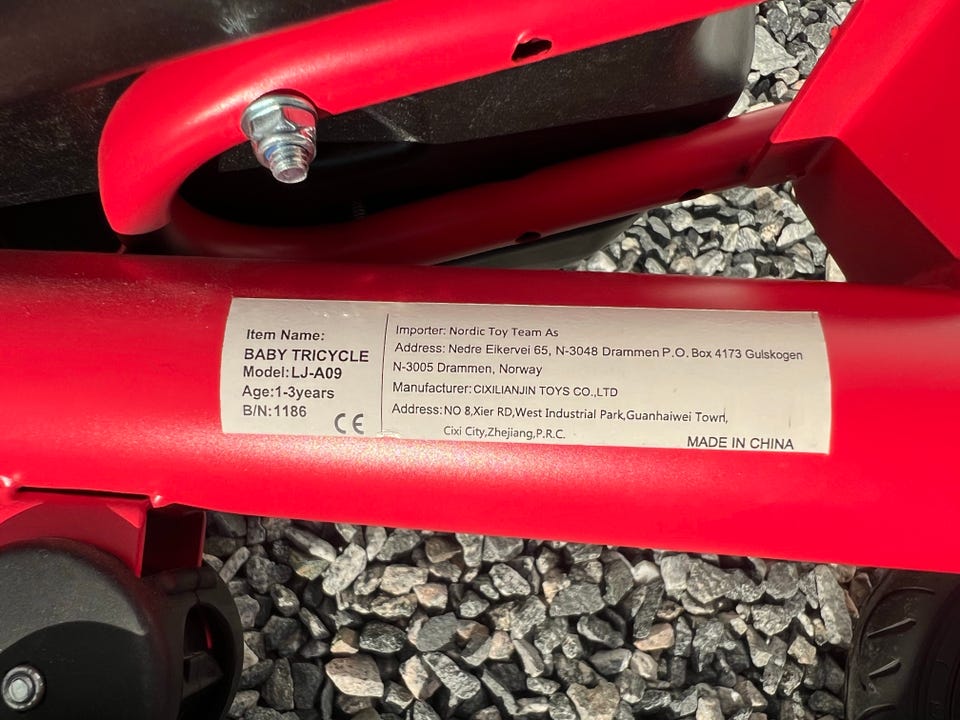 Item Name:
BABY TRICYCLE
Model:LJ-A09
Age:1-3years
B/N:1186
CE
Importer: Nordic Toy Team As
Address: Nedre Eikervei 65, N-3048 Drammen P.O. Box 4173 Gulskogen
N-3005 Drammen, Norway
Manufacturer: CIXILIANJIN TOYS CO.,LTD
Address: NO 8,Xier RD,West Industrial Park,Guanhaiwei Town,
Cixi City,Zhejiang,P.R.C.
MADE IN CHINA